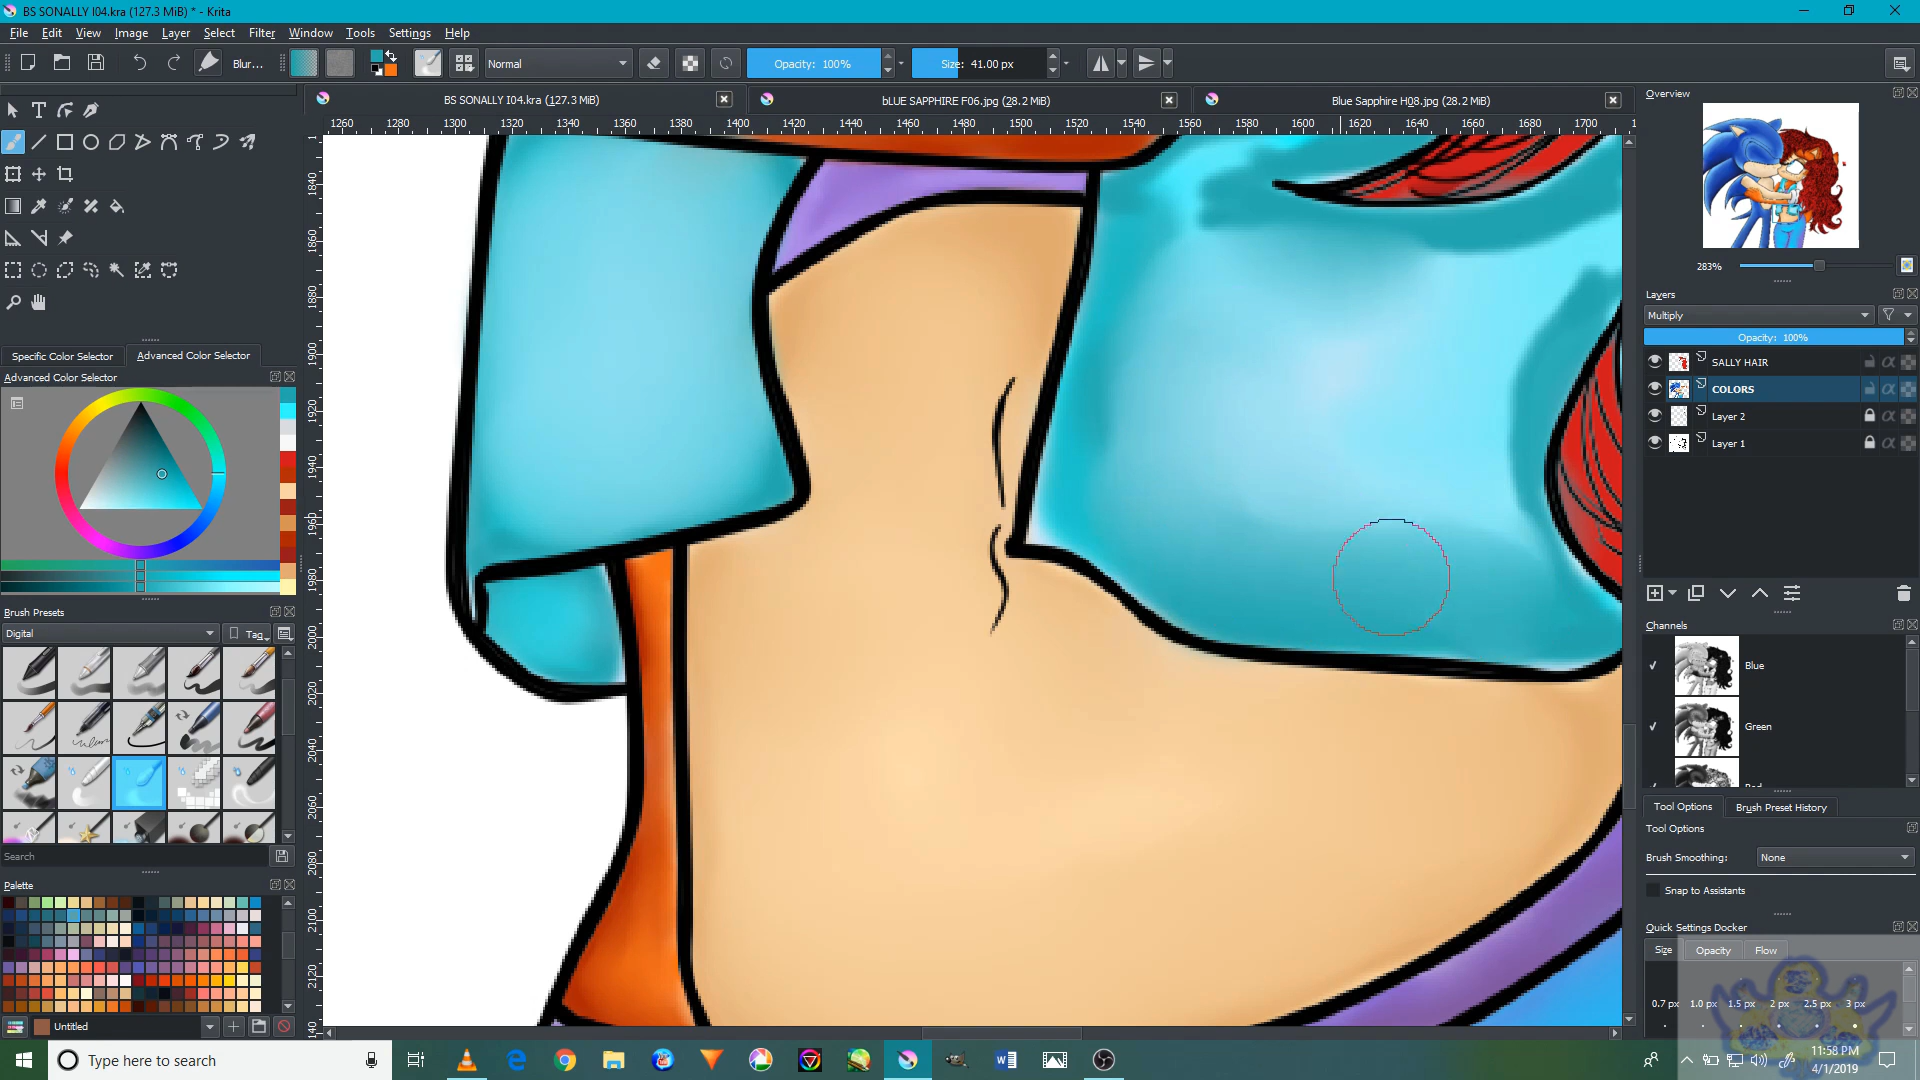 BS SONALLY I04.kra (127.3 MiB) * - Krita
File Edit View Image Layer Select Filter Window Tools Settings Help
Blur... Normal Opacity: 100% Size: 41.00 px
BS SONALLY I04.kra (127.3 MiB) bLUE SAPPHIRE F06.jpg (28.2 MiB) Blue Sapphire H08.jpg (28.2 MiB)
1260 1280 1300 1320 1340 1360 1380 1400 1420 1440 1460 1480 1500 1520 1540 1560 1580 1600 1620 1640 1660 1680 1700
1840
1860
1880
1900
1920
1940
1960
1980
2000
2020
2040
2060
2080
2100
2120
Specific Color Selector Advanced Color Selector
Advanced Color Selector
Brush Presets
Digital Tag
Search
Palette
Untitled
Overview
283%
Layers
Multiply
Opacity: 100%
SALLY HAIR
COLORS
Layer 2
Layer 1
Channels
Blue
Green
Tool Options Brush Preset History
Tool Options
Brush Smoothing: None
Snap to Assistants
Quick Settings Docker
Size Opacity Flow
0.7 px 1.0 px 1.5 px 2 px 2.5 px 3 px
Type here to search
11:58 PM
4/1/2019